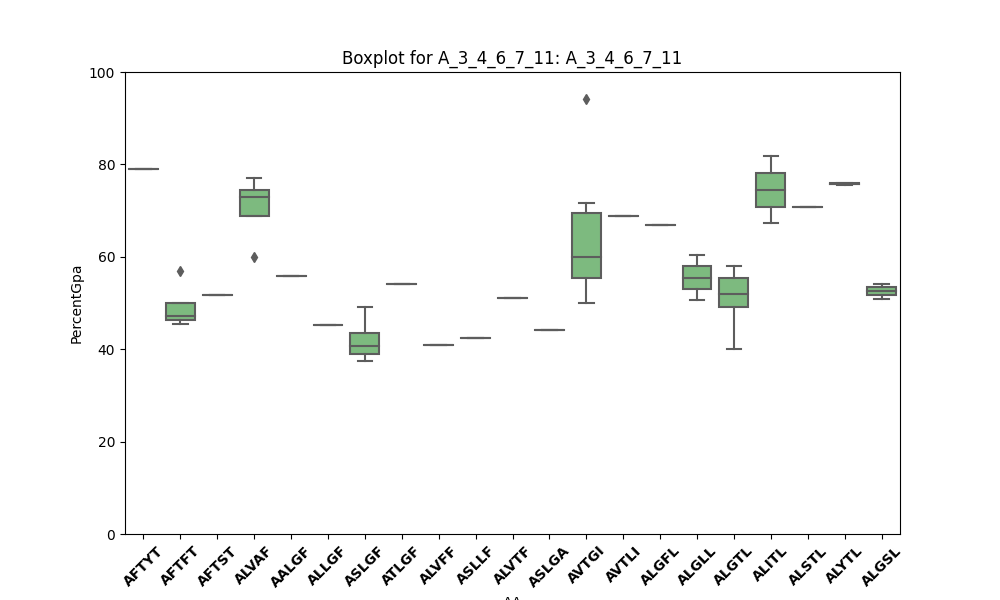 Boxplot for A_3_4_6_7_11: A_3_4_6_7_11
100
80
60
40
20
0
PercentGpa
AFTYT
AFTFT
AFTST
ALVAF
AALGF
ALLGF
ASLGF
ATLGF
ALVFF
ASLLF
ALVTF
ASLGA
AVTGI
AVTLI
ALGFL
ALGLL
ALGTL
ALITL
ALSTL
ALYTL
ALGSL